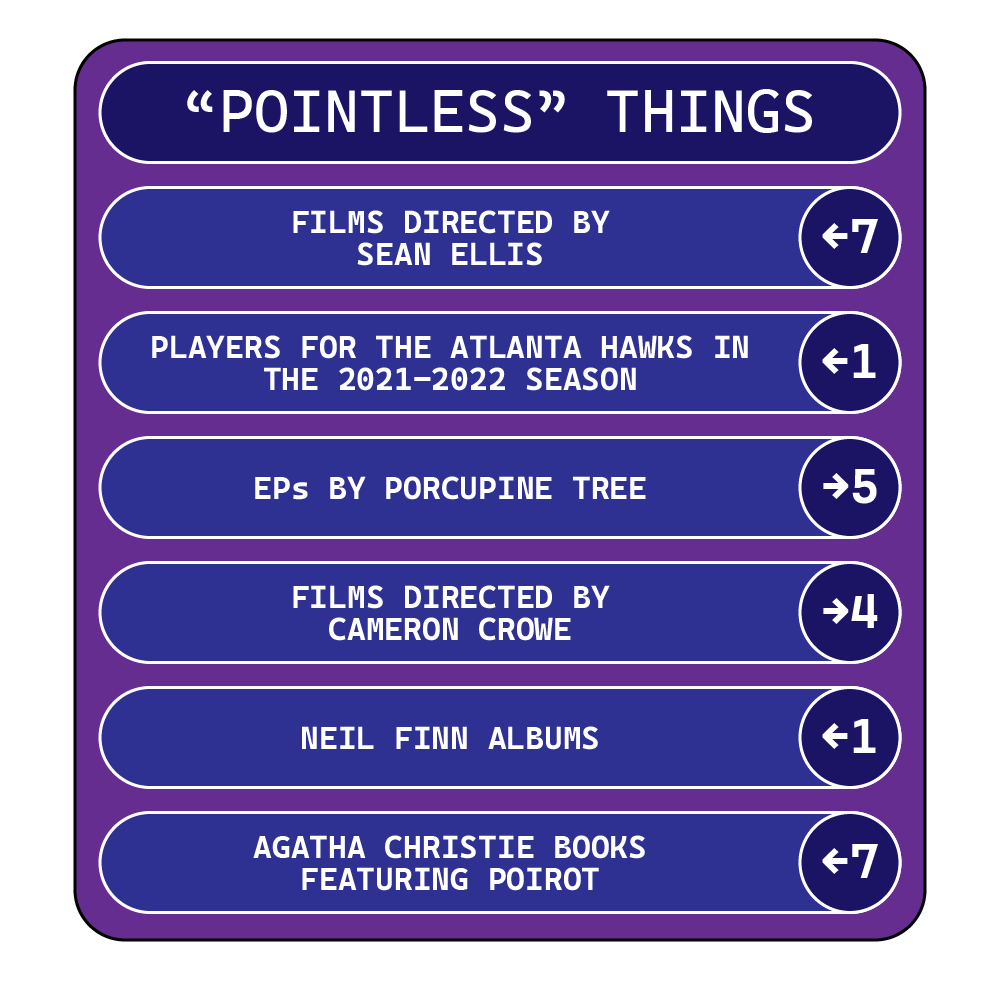 “POINTLESS” THINGS
FILMS DIRECTED BY
SEAN ELLIS
←7
PLAYERS FOR THE ATLANTA HAWKS IN
THE 2021–2022 SEASON
←1
EPs BY PORCUPINE TREE
→5
FILMS DIRECTED BY
CAMERON CROWE
→4
NEIL FINN ALBUMS
←1
AGATHA CHRISTIE BOOKS
FEATURING POIROT
←7